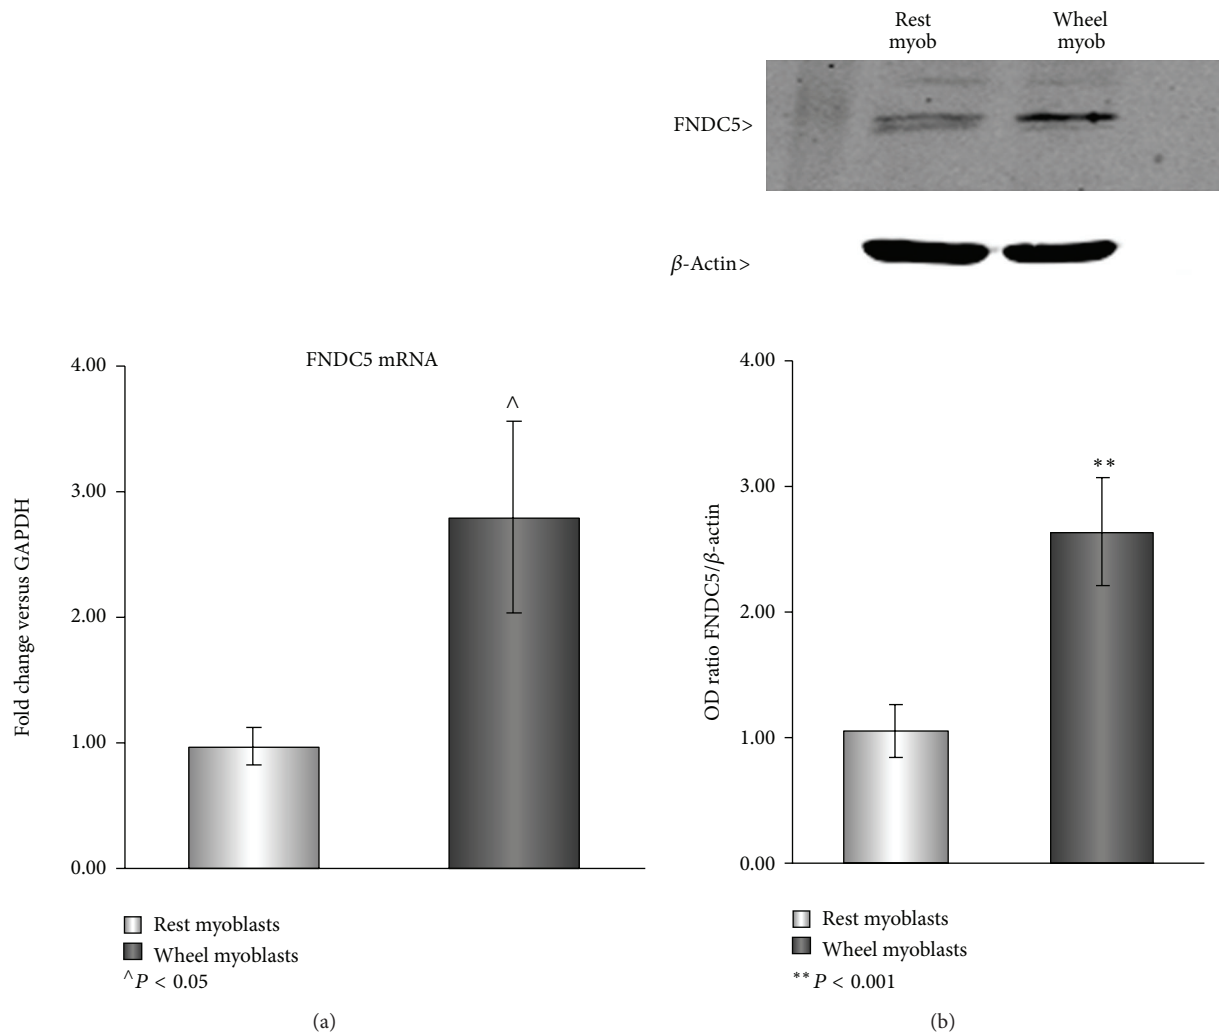 Rest
myob
Wheel
myob
FNDC5>
β-Actin>
FNDC5 mRNA
4.00
3.00
2.00
1.00
0.00
Fold change versus GAPDH
^
Rest myoblasts
Wheel myoblasts
^P < 0.05
(a)
4.00
3.00
2.00
1.00
0.00
OD ratio FNDC5/β-actin
**
Rest myoblasts
Wheel myoblasts
**P < 0.001
(b)